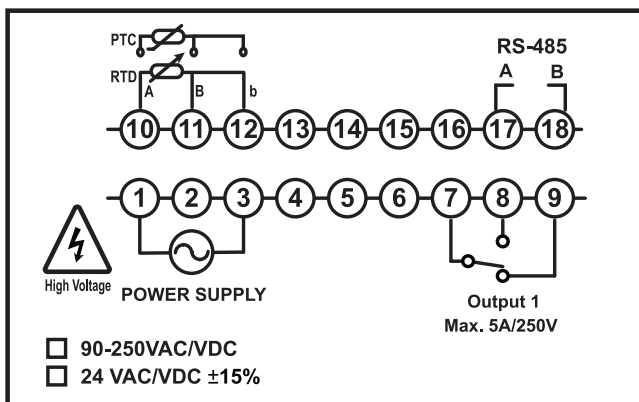 PTC
RS-485
RTD
A B b
A B
10 11 12 13 14 15 16 17 18
1 2 3 4 5 6 7 8 9
High Voltage
POWER SUPPLY
Output 1
Max. 5A/250V
90-250VAC/VDC
24 VAC/VDC ±15%